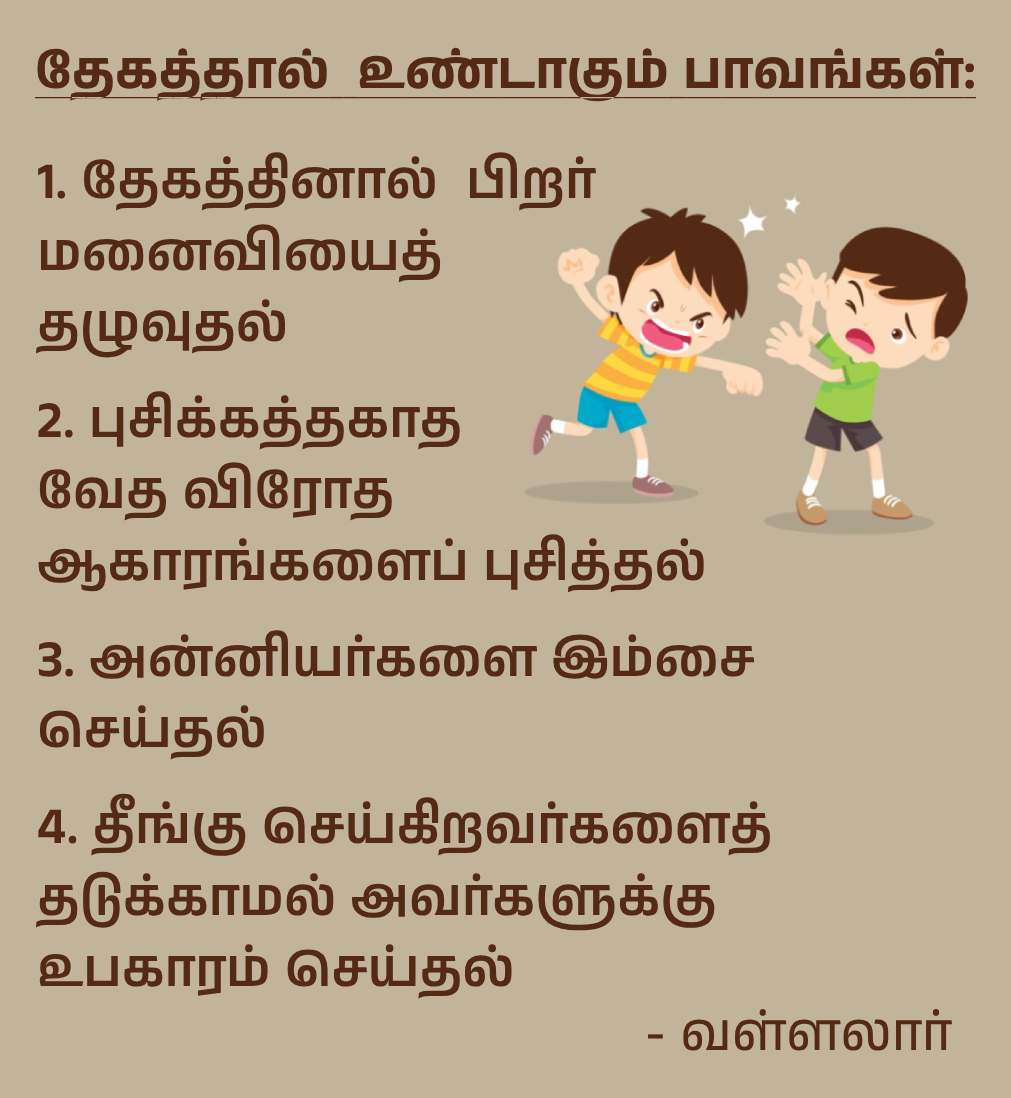 தேகத்தால் உண்டாகும் பாவங்கள்:
1. தேகத்தினால் பிறர்
மனைவியைத்
தழுவுதல்
2. புசிக்கத்தகாத
வேத விரோத
ஆகாரங்களைப் புசித்தல்
3. அன்னியர்களை இம்சை
செய்தல்
4. தீங்கு செய்கிறவர்களைத்
தடுக்காமல் அவர்களுக்கு
உபகாரம் செய்தல்
- வள்ளலார்